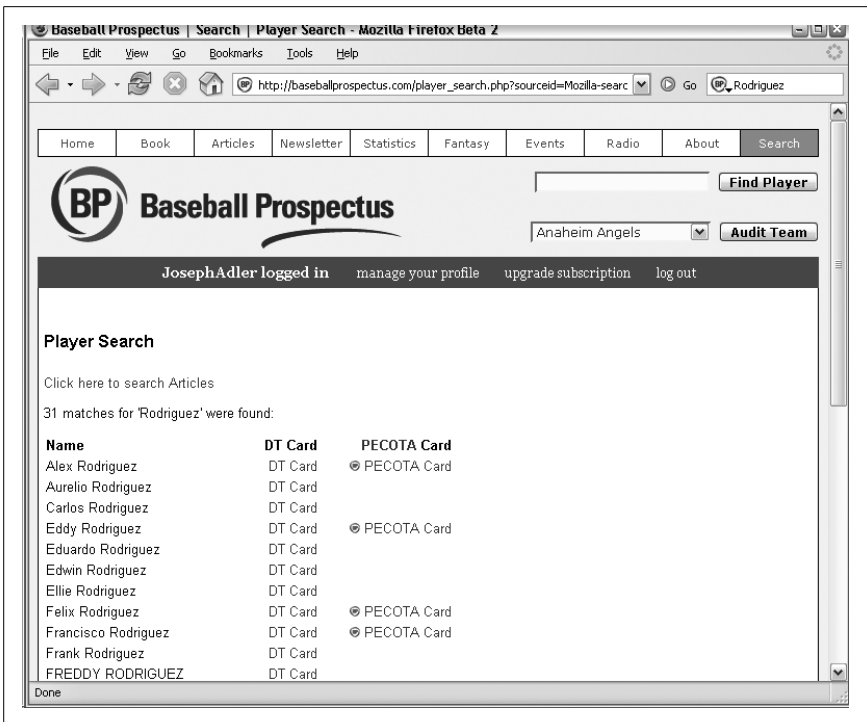 Baseball Prospectus | Search | Player Search - Mozilla Firefox Beta 2
File Edit View Go Bookmarks Tools Help
http://baseballprospectus.com/player_search.php?sourceid=Mozilla-searc Go BP Rodriguez
Home Book Articles Newsletter Statistics Fantasy Events Radio About Search
BP Baseball Prospectus
Find Player
Anaheim Angels Audit Team
JosephAdler logged in manage your profile upgrade subscription log out
Player Search
Click here to search Articles
31 matches for 'Rodriguez' were found:
Name DT Card PECOTA Card
Alex Rodriguez DT Card PECOTA Card
Aurelio Rodriguez DT Card
Carlos Rodriguez DT Card
Eddy Rodriguez DT Card PECOTA Card
Eduardo Rodriguez DT Card
Edwin Rodriguez DT Card
Ellie Rodriguez DT Card
Felix Rodriguez DT Card PECOTA Card
Francisco Rodriguez DT Card PECOTA Card
Frank Rodriguez DT Card
FREDDY RODRIGUEZ DT Card
Done